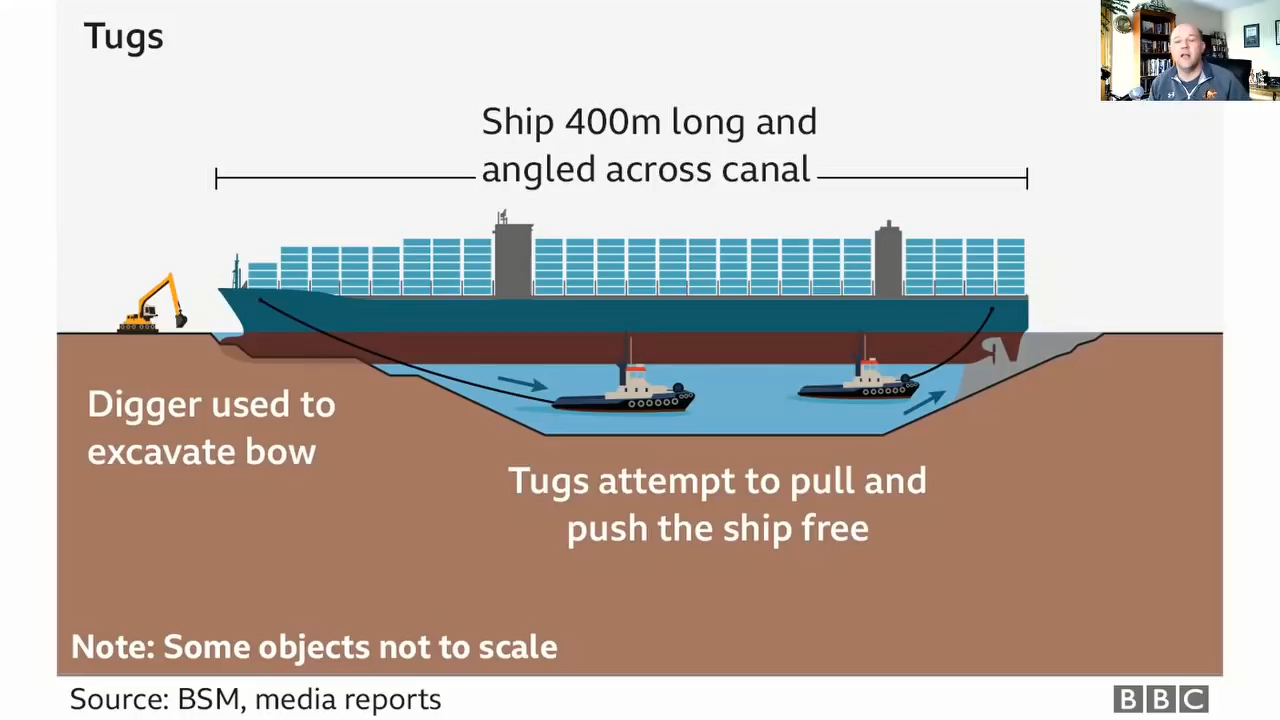 Tugs
Ship 400m long and
angled across canal
Digger used to
excavate bow
Tugs attempt to pull and
push the ship free
Note: Some objects not to scale
Source: BSM, media reports
BBC